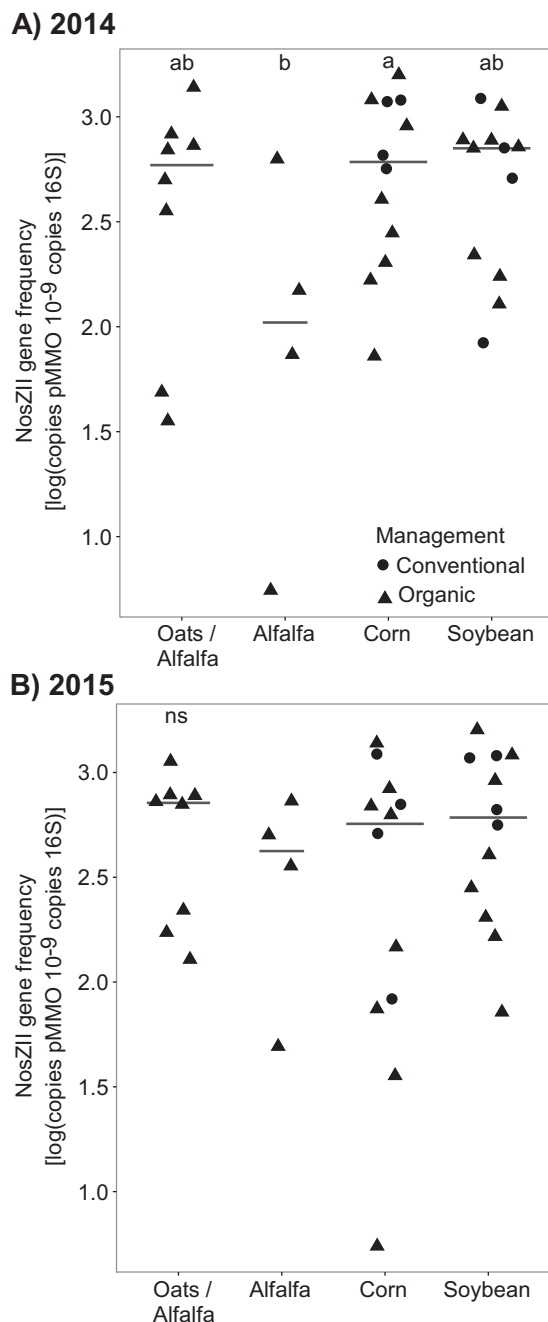 A) 2014
ab b a ab
3.0
2.5
2.0
1.5
1.0
NosZII gene frequency
[log(copies pMMO 10-9 copies 16S)]
Management
Conventional
Organic
Oats /
Alfalfa
Alfalfa
Corn
Soybean
B) 2015
ns
3.0
2.5
2.0
1.5
1.0
NosZII gene frequency
[log(copies pMMO 10-9 copies 16S)]
Oats /
Alfalfa
Alfalfa
Corn
Soybean